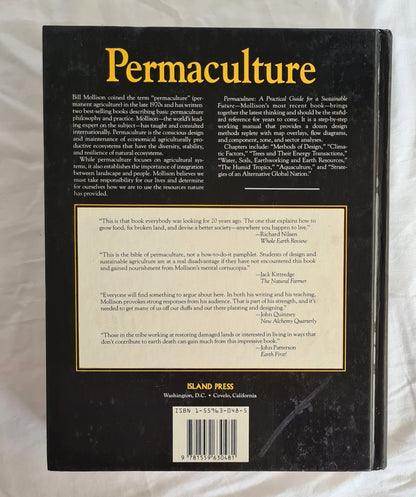 Permaculture
Bill Mollison coined the term "permaculture" (per-
manent agriculture) in the late 1970s and has written
two best-selling books describing basic permaculture
philosophy and practice. Mollison—the world's lead-
ing expert on the subject—has taught and consulted
internationally. Permaculture is the conscious design
and maintenance of economical agriculturally pro-
ductive ecosystems that have the diversity, stability,
and resilience of natural ecosystems.
While permaculture focuses on agricultural sys-
tems, it also establishes the importance of integration
between landscape and people. Mollison believes we
must take responsibility for our lives and determine
for ourselves how we are to use the resources nature
has provided.
Permaculture: A Practical Guide for a Sustainable
Future—Mollison's most recent book—brings
together the latest thinking and should be the stand-
ard reference for years to come. It is a step-by-step
working manual that provides a dozen design
methods replete with map overlays, flow diagrams,
and component, zone, and sector analyses.
Chapters include: "Methods of Design," "Clima-
tic Factors," "Trees and Their Energy Transactions,"
"Water, Soils, Earthworking and Earth Resources,"
"The Humid Tropics," "Aquaculture," and "Strate-
gies of an Alternative Global Nation."
"This is that book everybody was looking for 20 years ago. The one that explains how to
grow food, fix broken land, and devise a better society—anywhere you happen to live."
—Richard Nilsen
Whole Earth Review
"This is the bible of permaculture, not a how-to-do-it pamphlet. Students of design and
sustainable agriculture are at a real disadvantage if they have not encountered this book
and gained nourishment from Mollison's mental cornucopia."
—Jack Kittredge
The Natural Farmer
"Everyone will find something to argue about here. In both his writing and his teaching,
Mollison provokes strong responses from his audience. That is part of his strength, and it's
needed to get many of us off our duffs and out there planting and designing."
—John Quinney
New Alchemy Quarterly
"Those in the tribe working at restoring damaged lands or interested in living in ways that
don't contribute to earth death can gain much from this impressive book."
—John Patterson
Earth First!
ISLAND PRESS
Washington, D.C. • Covelo, California
ISBN 1-55963-048-5
9 781559 630481